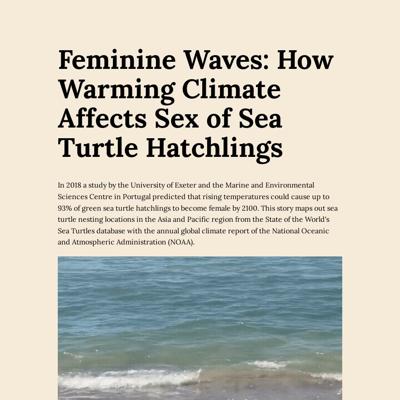 Feminine Waves: How
Warming Climate
Affects Sex of Sea
Turtle Hatchlings
In 2018 a study by the University of Exeter and the Marine and Environmental
Sciences Centre in Portugal predicted that rising temperatures could cause up to
93% of green sea turtle hatchlings to become female by 2100. This story maps out sea
turtle nesting locations in the Asia and Pacific region from the State of the World's
Sea Turtles database with the annual global climate report of the National Oceanic
and Atmospheric Administration (NOAA).